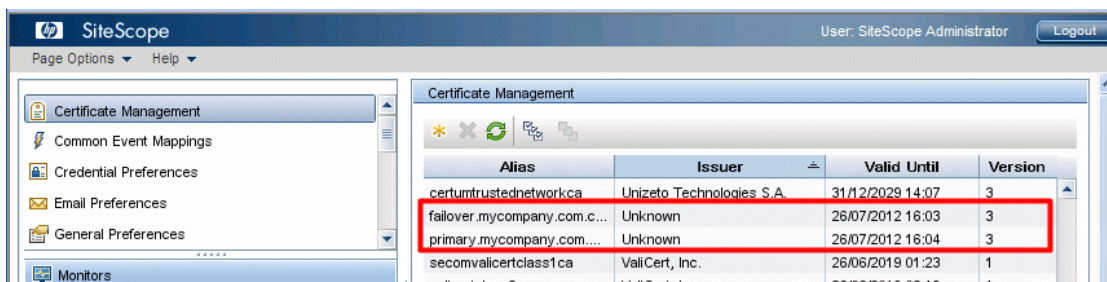 hp SiteScope User: SiteScope Administrator Logout
Page Options Help
Certificate Management
Common Event Mappings
Credential Preferences
Email Preferences
General Preferences
Monitors
Certificate Management
Alias Issuer Valid Until Version
certumtrustednetworkca Unizeto Technologies S.A. 31/12/2029 14:07 3
failover.mycompany.com.c... Unknown 26/07/2012 16:03 3
primary.mycompany.com.... Unknown 26/07/2012 16:04 3
secomvalicertclass1ca ValiCert, Inc. 26/06/2019 01:23 1